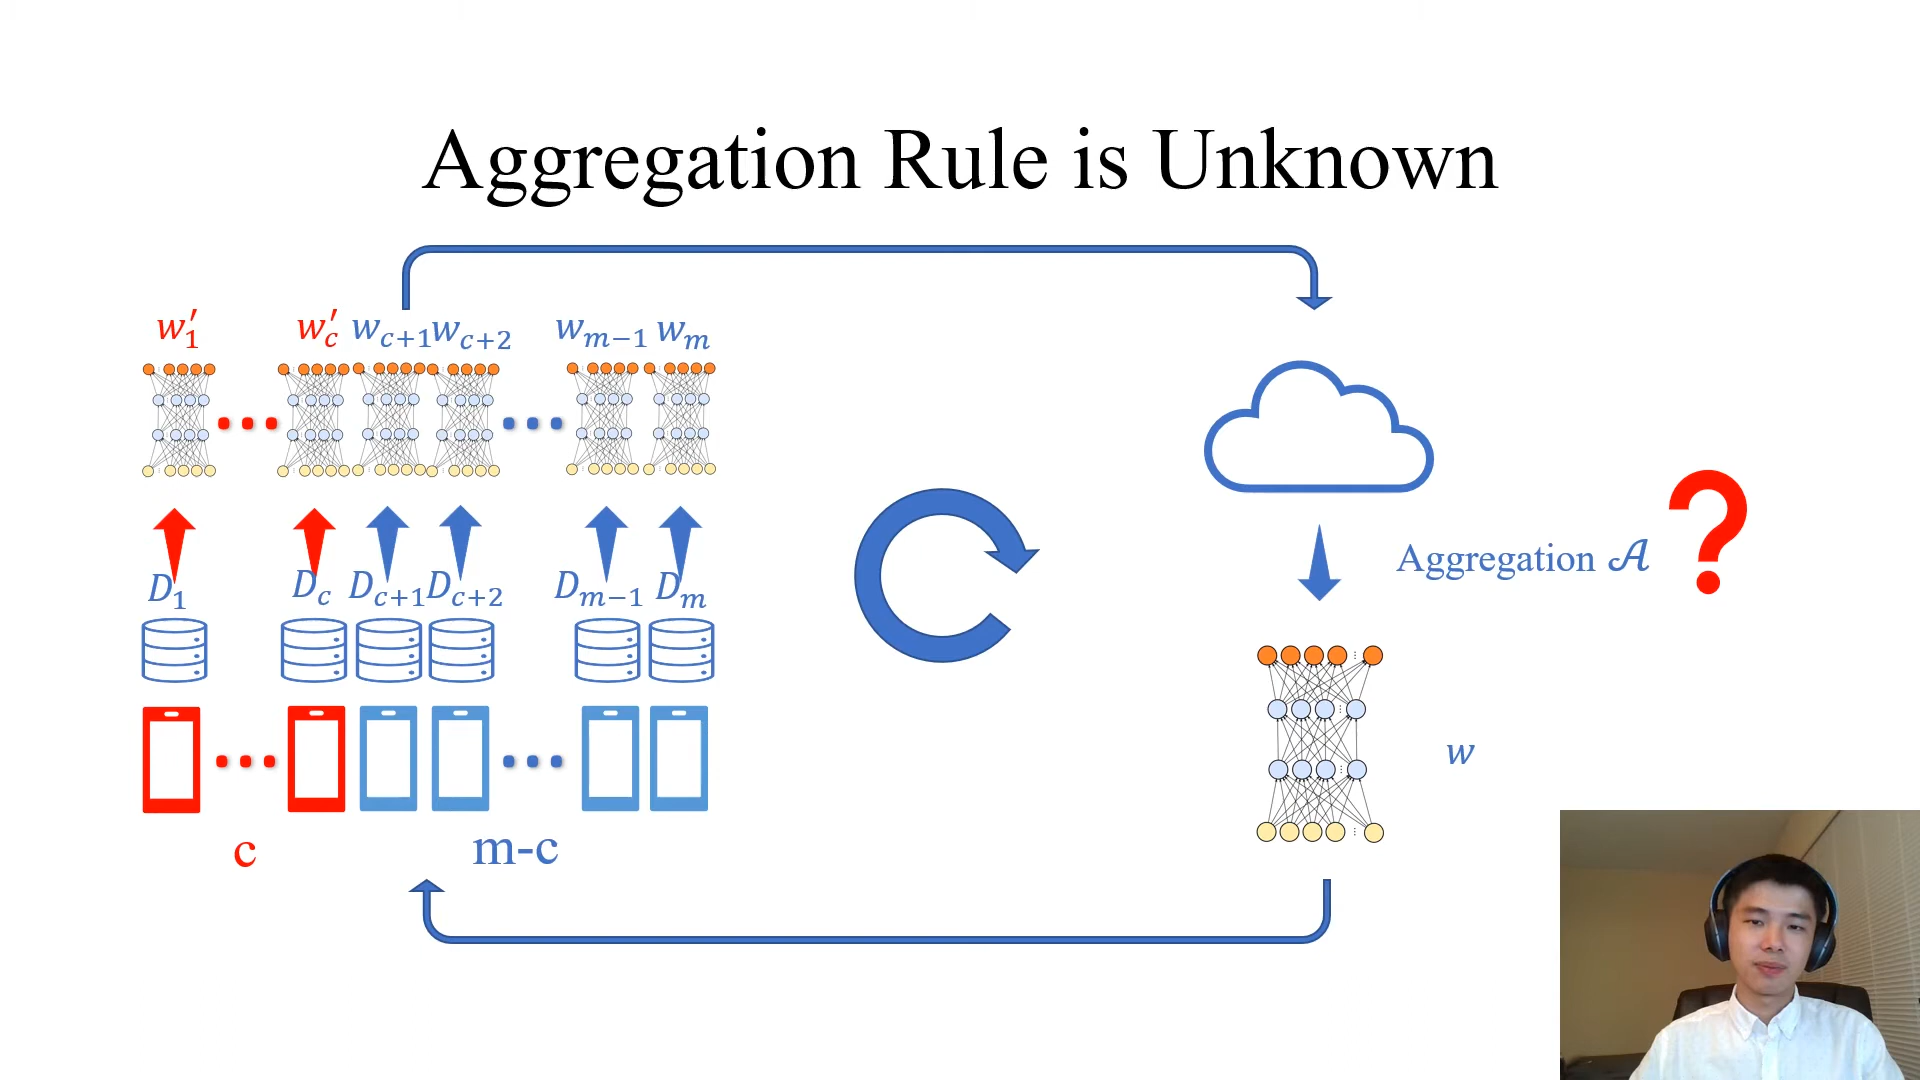 Aggregation Rule is Unknown
w′₁ w′c wc+1 wc+2 wm−1 wm
D₁ Dc Dc+1 Dc+2 Dm−1 Dm
c m-c
Aggregation 𝒜 ?
w